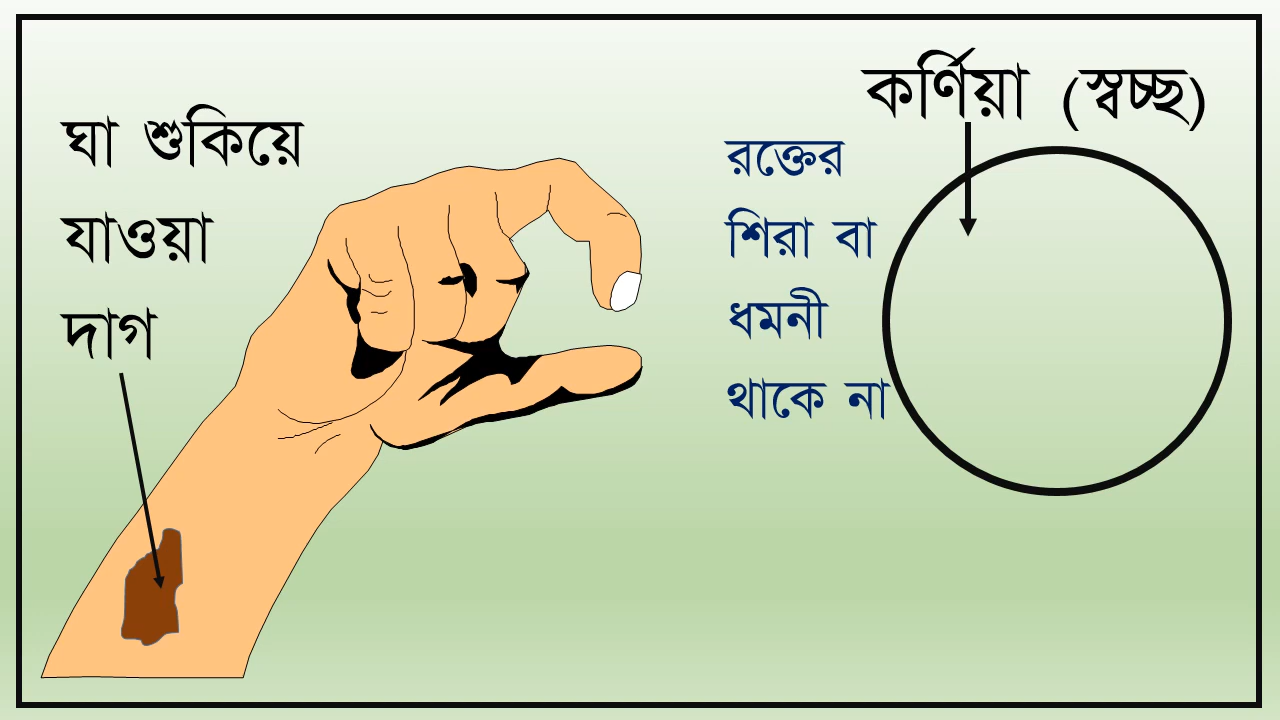 ঘা শুকিয়ে
যাওয়া
দাগ
কর্ণিয়া (স্বচ্ছ)
রক্তের
শিরা বা
ধমনী
থাকে না